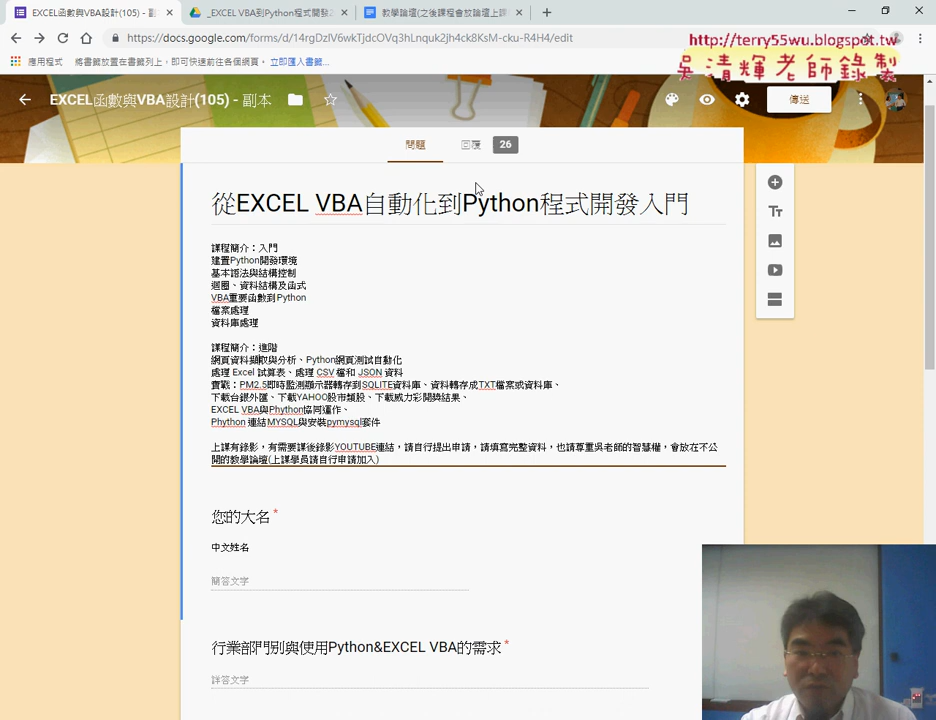 EXCEL函數與VBA設計(105) - 副
_EXCEL VBA到Python程式開發2
教學論壇(之後課程會放論壇上課
https://docs.google.com/forms/d/14rgDzIV6wkTjdcOVq3hLnquk2jh4ck8KsM-cku-R4H4/edit
http://terry55wu.blogspot.tw
吳清輝老師錄製
應用程式
將書籤放置在書籤列上，即可快速前往各個網頁。
立即匯入書籤...
EXCEL函數與VBA設計(105) - 副本
傳送
問題
回覆 26
從EXCEL VBA自動化到Python程式開發入門
課程簡介：入門
建置Python開發環境
基本語法與結構控制
迴圈、資料結構及函式
VBA重要函數到Python
檔案處理
資料庫處理
課程簡介：進階
網頁資料擷取與分析、Python網頁測試自動化
處理 Excel 試算表、處理 CSV 檔和 JSON 資料
實戰：PM2.5即時監測顯示器轉存到SQLITE資料庫、資料轉存成TXT檔案或資料庫、
下載台銀外匯、下載YAHOO股市類股、下載威力彩開獎結果、
EXCEL VBA與Phython協同運作、
Phython 連結MYSQL與安裝pymysql套件
上課有錄影，有需要課後錄影YOUTUBE連結，請自行提出申請，請填寫完整資料，也請尊重吳老師的智慧權，會放在不公
開的教學論壇(上課學員請自行申請加入)
您的大名 *
中文姓名
簡答文字
行業部門別與使用Python&EXCEL VBA的需求 *
詳答文字